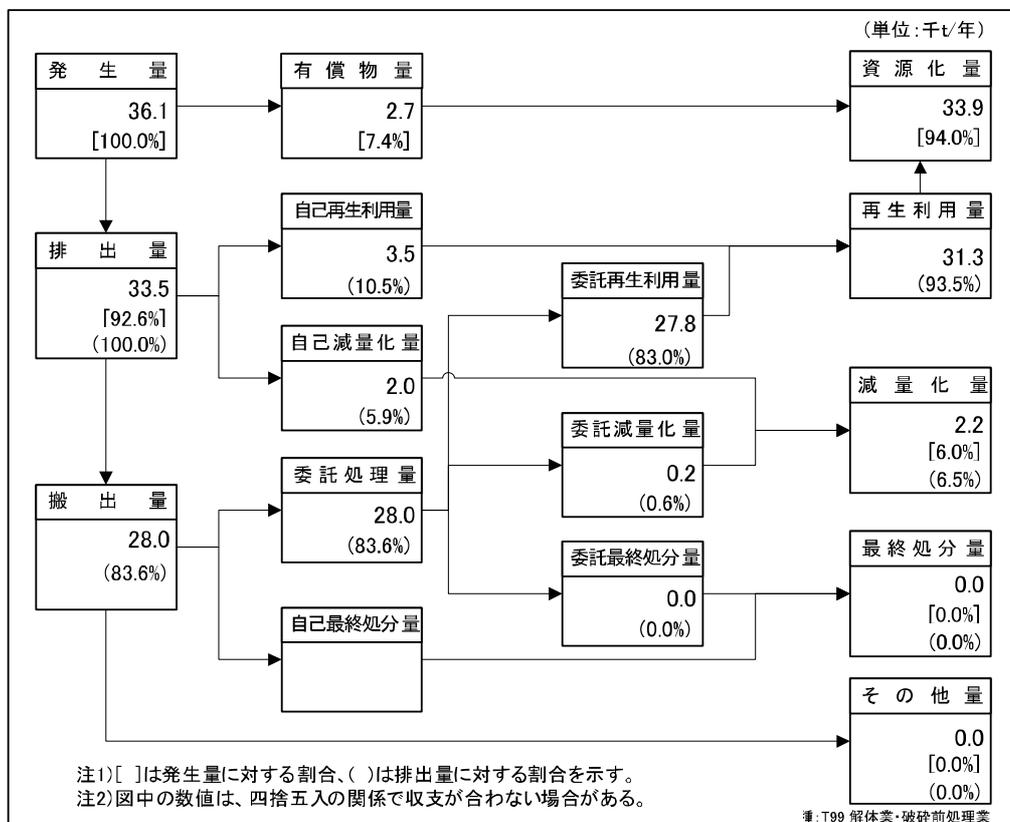 (単位:千t/年)
発生量
36.1
[100.0%]
有償物量
2.7
[7.4%]
資源化量
33.9
[94.0%]
排出量
33.5
[92.6%]
(100.0%)
自己再生利用量
3.5
(10.5%)
再生利用量
31.3
(93.5%)
委託再生利用量
27.8
(83.0%)
自己減量化量
2.0
(5.9%)
減量化量
2.2
[6.0%]
(6.5%)
委託減量化量
0.2
(0.6%)
搬出量
28.0
(83.6%)
委託処理量
28.0
(83.6%)
委託最終処分量
0.0
(0.0%)
最終処分量
0.0
[0.0%]
(0.0%)
自己最終処分量
その他量
0.0
[0.0%]
(0.0%)
注1)[ ]は発生量に対する割合、( )は排出量に対する割合を示す。
注2)図中の数値は、四捨五入の関係で収支が合わない場合がある。
種:T99 解体業・破砕前処理業